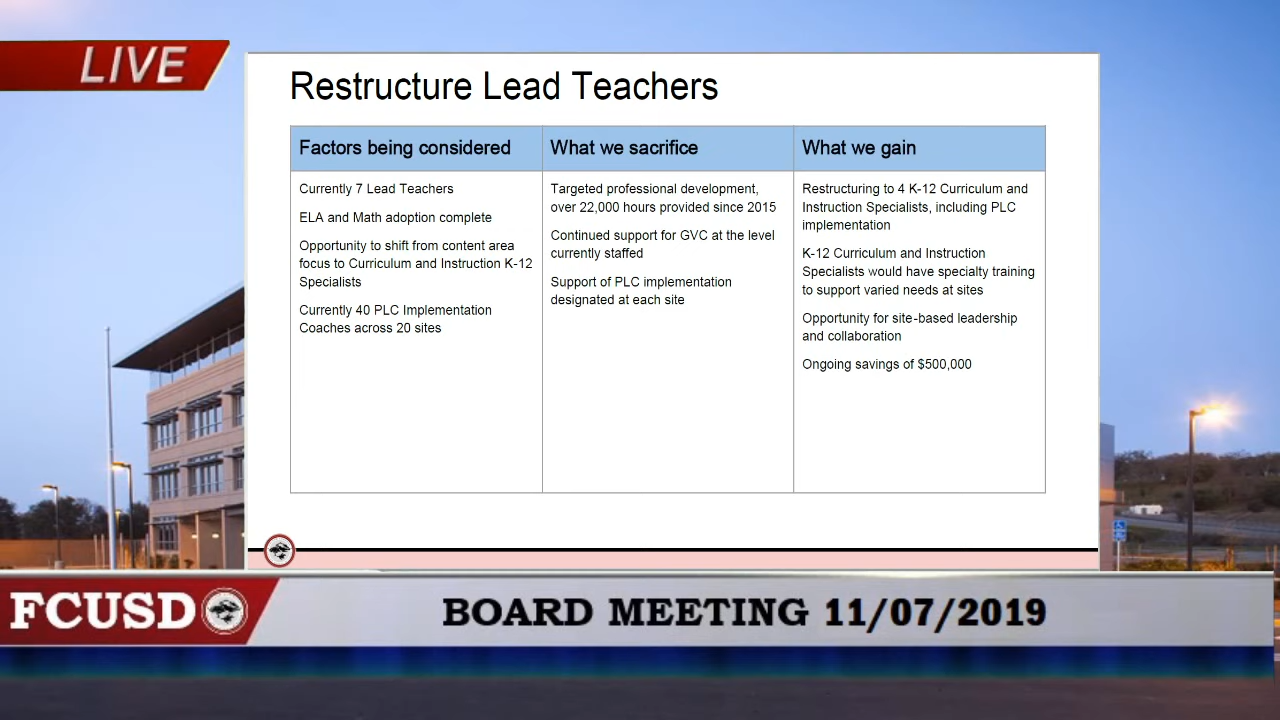 LIVE
Restructure Lead Teachers
Factors being considered
Currently 7 Lead Teachers
ELA and Math adoption complete
Opportunity to shift from content area
focus to Curriculum and Instruction K-12
Specialists
Currently 40 PLC Implementation
Coaches across 20 sites
What we sacrifice
Targeted professional development,
over 22,000 hours provided since 2015
Continued support for GVC at the level
currently staffed
Support of PLC implementation
designated at each site
What we gain
Restructuring to 4 K-12 Curriculum and
Instruction Specialists, including PLC
implementation
K-12 Curriculum and Instruction
Specialists would have specialty training
to support varied needs at sites
Opportunity for site-based leadership
and collaboration
Ongoing savings of $500,000
FCUSD
BOARD MEETING 11/07/2019